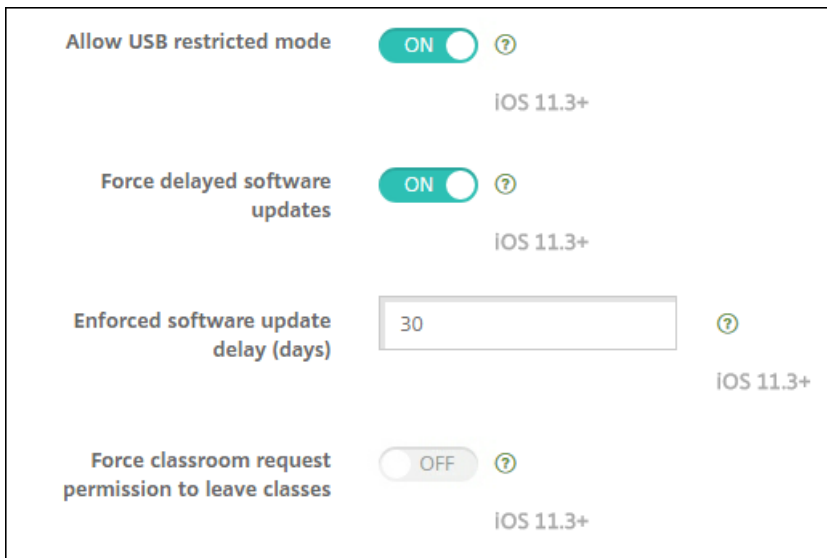 Allow USB restricted mode ON ?
iOS 11.3+
Force delayed software
updates ON ?
iOS 11.3+
Enforced software update
delay (days) 30 ?
iOS 11.3+
Force classroom request
permission to leave classes OFF ?
iOS 11.3+